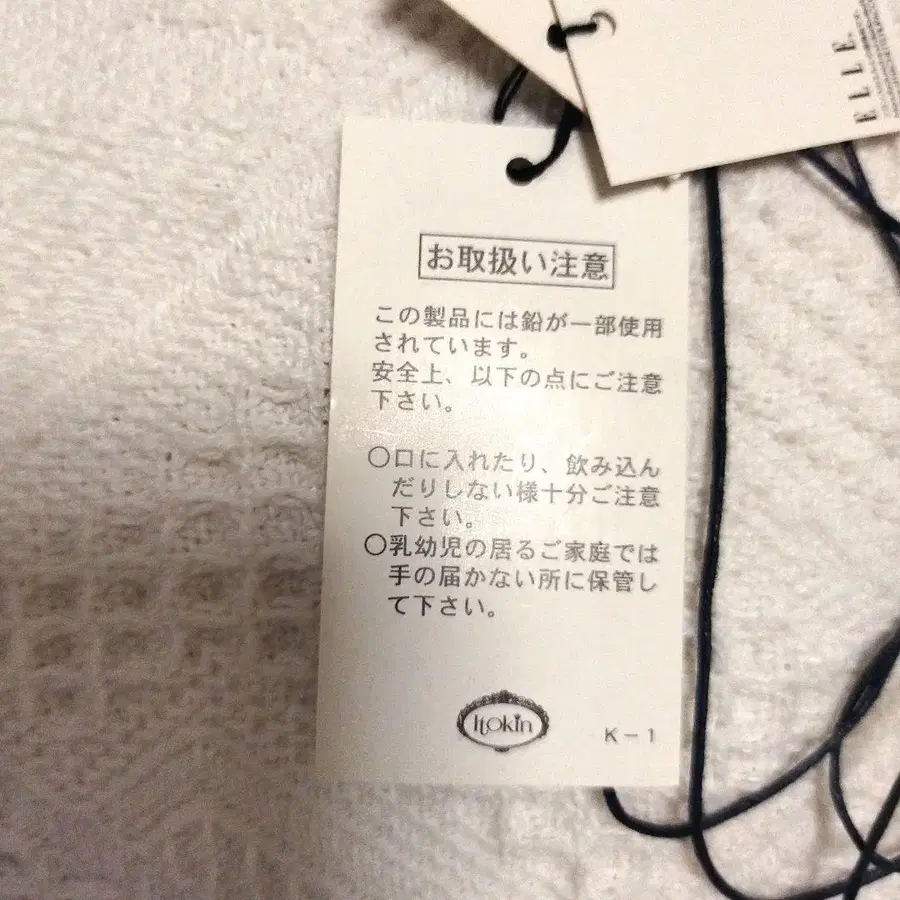 ELLE
お取扱い注意
この製品には鉛が一部使用
されています。
安全上、以下の点にご注意
下さい。
○口に入れたり、飲み込ん
だりしない様十分ご注意
下さい。
○乳幼児の居るご家庭では
手の届かない所に保管し
て下さい。
Itokin
K-1